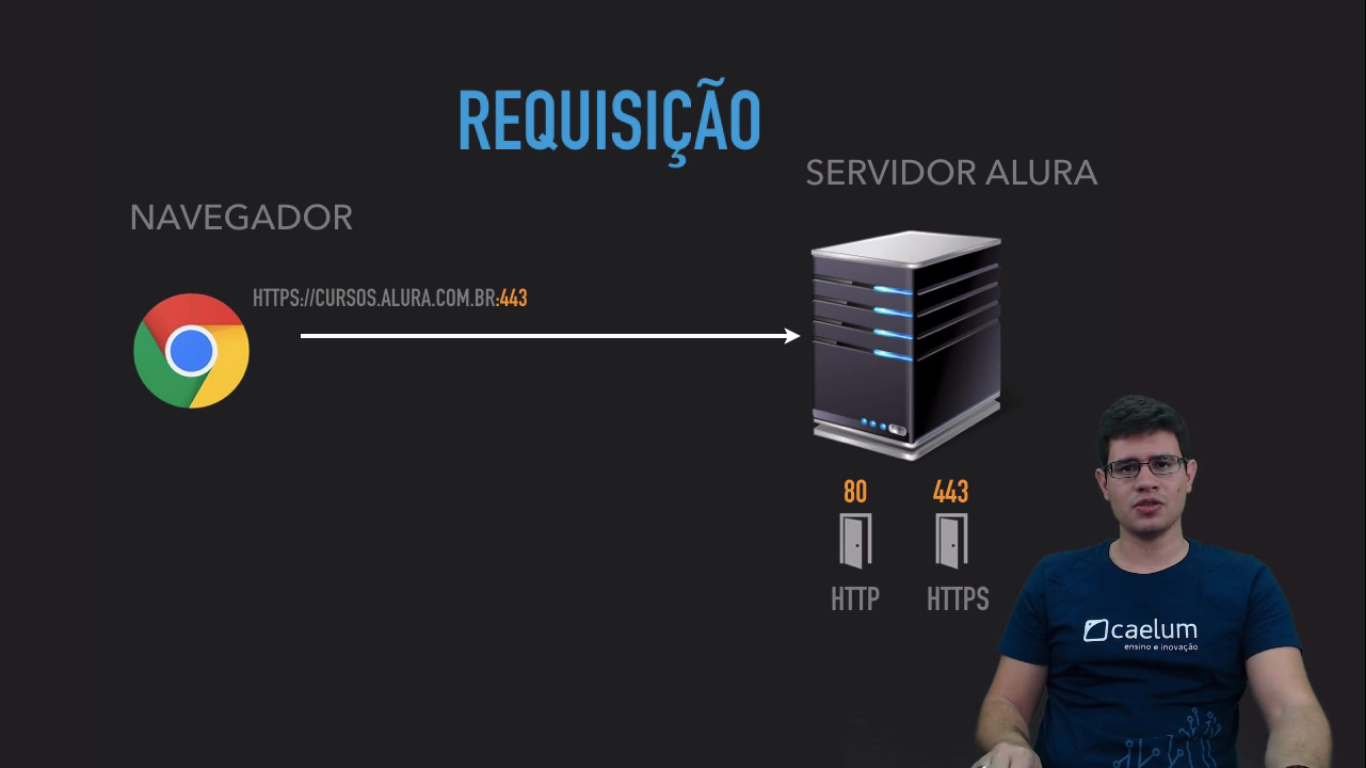 REQUISIÇÃO
SERVIDOR ALURA
NAVEGADOR
HTTPS://CURSOS.ALURA.COM.BR:443
80 443
HTTP HTTPS
caelum
ensino e inovação